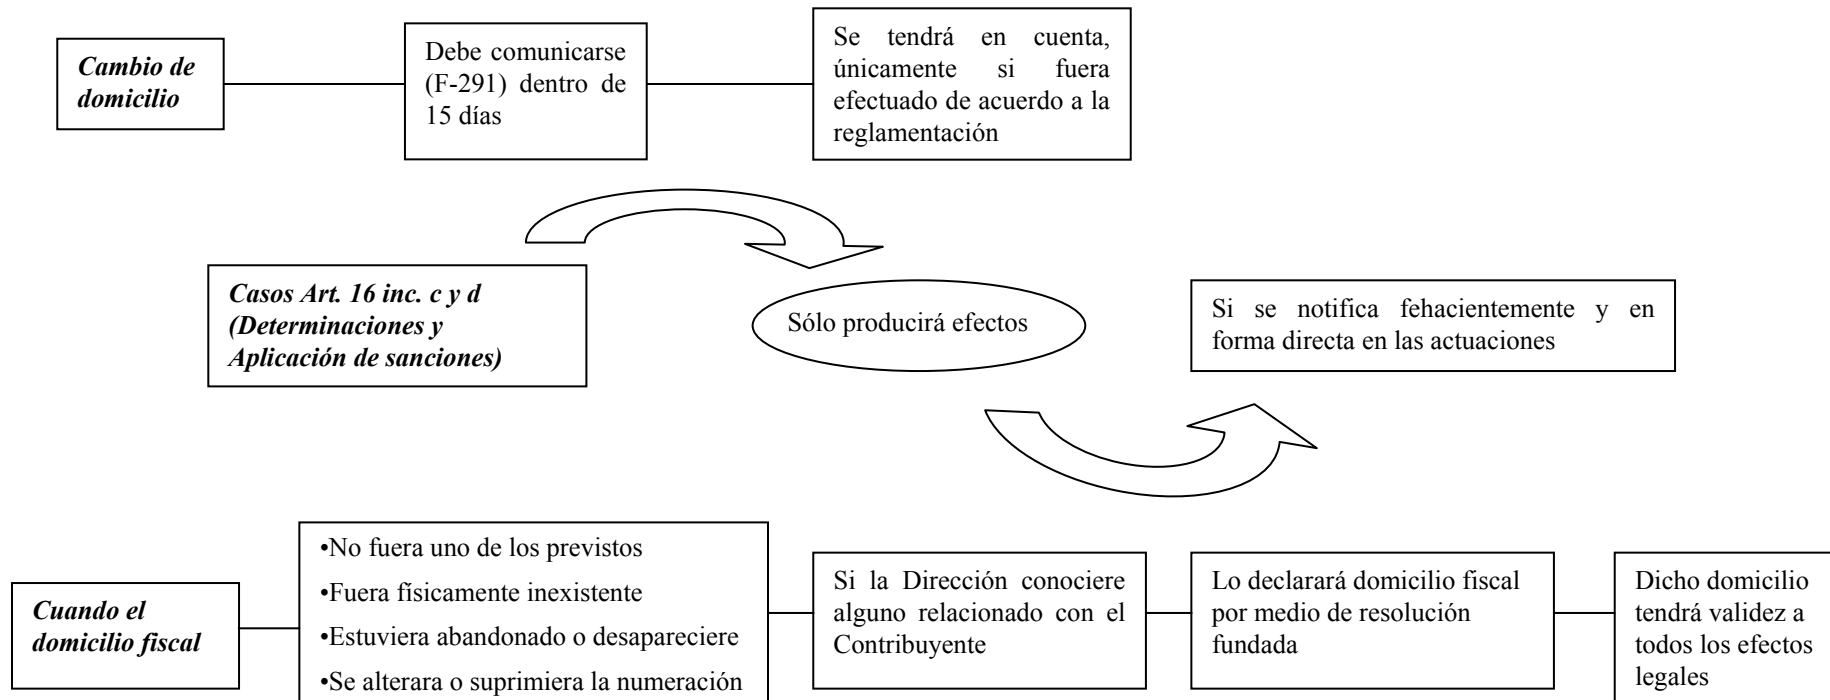 Cambio de
domicilio
Debe comunicarse
(F-291) dentro de
15 días
Se tendrá en cuenta,
únicamente si fuera
efectuado de acuerdo a la
reglamentación
Casos Art. 16 inc. c y d
(Determinaciones y
Aplicación de sanciones)
Sólo producirá efectos
Si se notifica fehacientemente y en
forma directa en las actuaciones
Cuando el
domicilio fiscal
•No fuera uno de los previstos
•Fuera físicamente inexistente
•Estuviera abandonado o desapareciere
•Se alterara o suprimiera la numeración
Si la Dirección conociere
alguno relacionado con el
Contribuyente
Lo declarará domicilio fiscal
por medio de resolución
fundada
Dicho domicilio
tendrá validez a
todos los efectos
legales